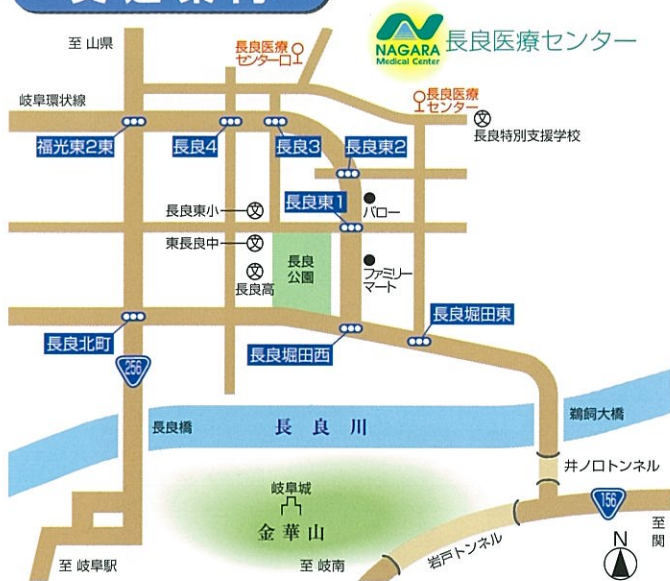 至 山県
長良医療
センター口
NAGARA
Medical Center
長良医療センター
岐阜環状線
長良医療
センター
長良特別支援学校
福光東2東
長良4
長良3
長良東2
長良東小
長良東1
バロー
東長良中
長良
公園
ファミリー
マート
長良高
長良北町
長良堀田西
長良堀田東
256
長良橋
長良川
鵜飼大橋
井ノ口トンネル
岐阜城
金華山
156
至
関
岩戸トンネル
至 岐阜駅
至 岐南
N